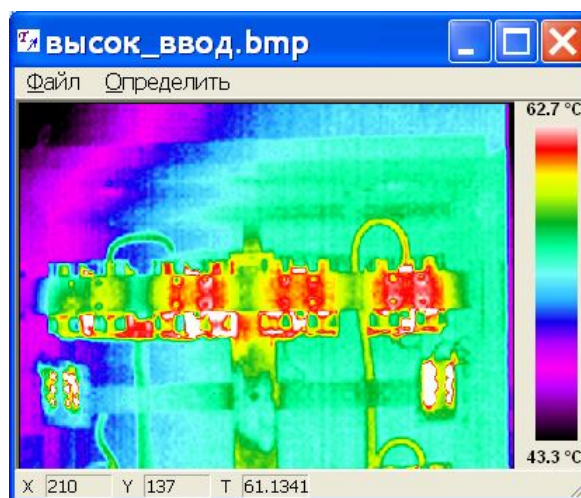 высок_ввод.bmp
Файл Определить
62.7 °C
43.3 °C
X 210 Y 137 T 61.1341